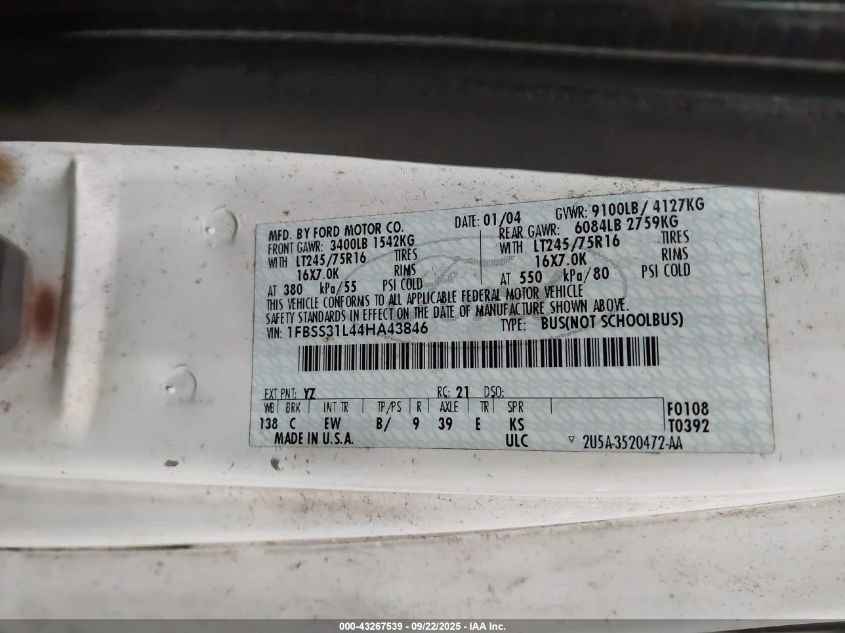 MFD. BY FORD MOTOR CO.
DATE: 01/04 GVWR: 9100LB/ 4127KG
FRONT GAWR: 3400LB 1542KG
REAR GAWR: 6084LB 2759KG
WITH LT245/75R16 TIRES
WITH LT245/75R16 TIRES
16X7.0K RIMS
16X7.0K RIMS
AT 380 kPa/55 PSI COLD
AT 550 kPa/80 PSI COLD
THIS VEHICLE CONFORMS TO ALL APPLICABLE FEDERAL MOTOR VEHICLE
SAFETY STANDARDS IN EFFECT ON THE DATE OF MANUFACTURE SHOWN ABOVE.
VIN: 1FBSS31L44HA43846 TYPE: BUS(NOT SCHOOLBUS)
EXT PNT: YZ RC: 21 DSO:
WB BRK INT TR TP/PS R AXLE TR SPR F0108
138 C EW B/ 9 39 E KS T0392
MADE IN U.S.A. ULC ▽ 2U5A-3520472-AA
000-43267539 - 09/22/2025 - IAA Inc.